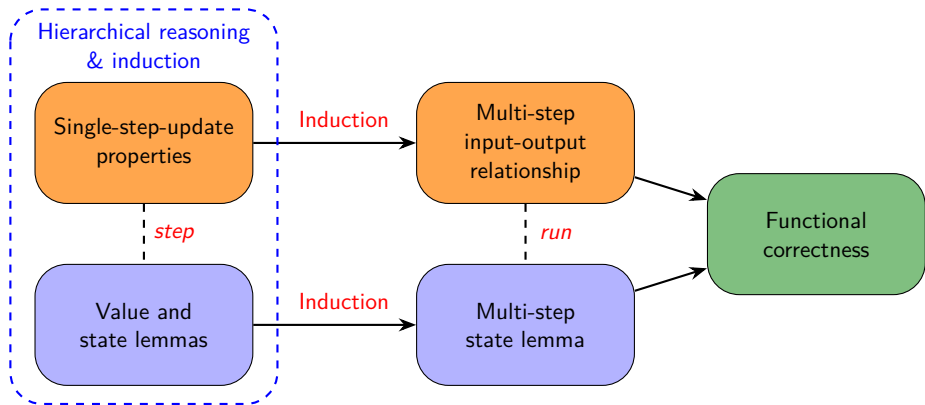 Hierarchical reasoning
& induction
Single-step-update
properties
Induction
Multi-step
input-output
relationship
step
run
Functional
correctness
Value and
state lemmas
Induction
Multi-step
state lemma